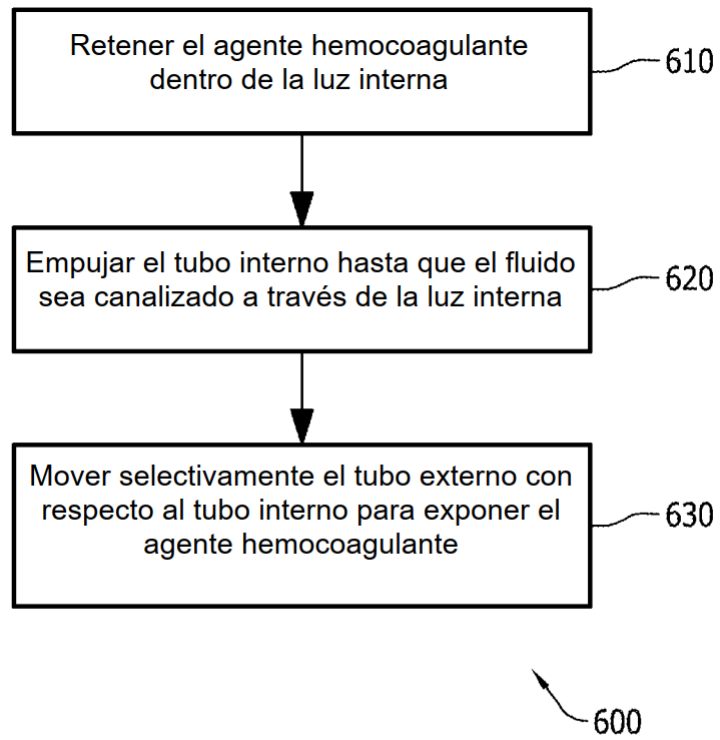 Retener el agente hemocoagulante
dentro de la luz interna
610
Empujar el tubo interno hasta que el fluido
sea canalizado a través de la luz interna
620
Mover selectivamente el tubo externo con
respecto al tubo interno para exponer el
agente hemocoagulante
630
600